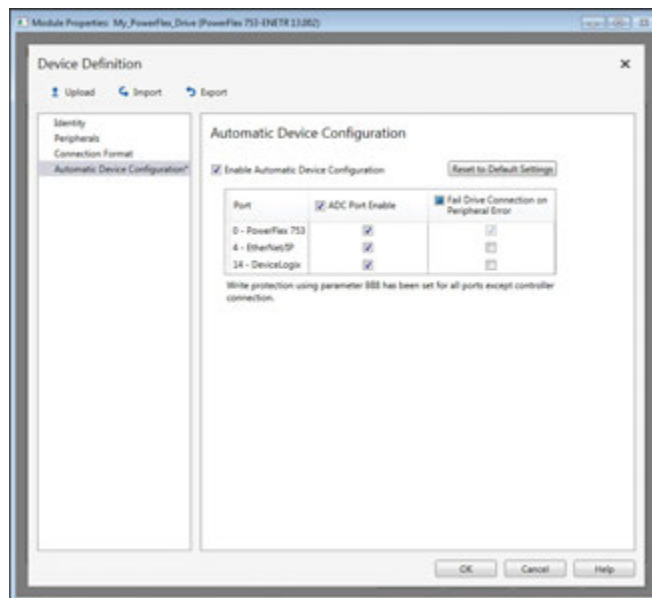 Module Properties: My_PowerFlex_Drive (PowerFlex 753-ENETR 13.002)
Device Definition
Upload Import Export
Identity
Peripherals
Connection Format
Automatic Device Configuration*
Automatic Device Configuration
Enable Automatic Device Configuration Reset to Default Settings
Port ADC Port Enable Fail Drive Connection on
Peripheral Error
0 - PowerFlex 753
4 - EtherNet/IP
14 - DeviceLogix
Write protection using parameter 888 has been set for all ports except controller
connection.
OK Cancel Help